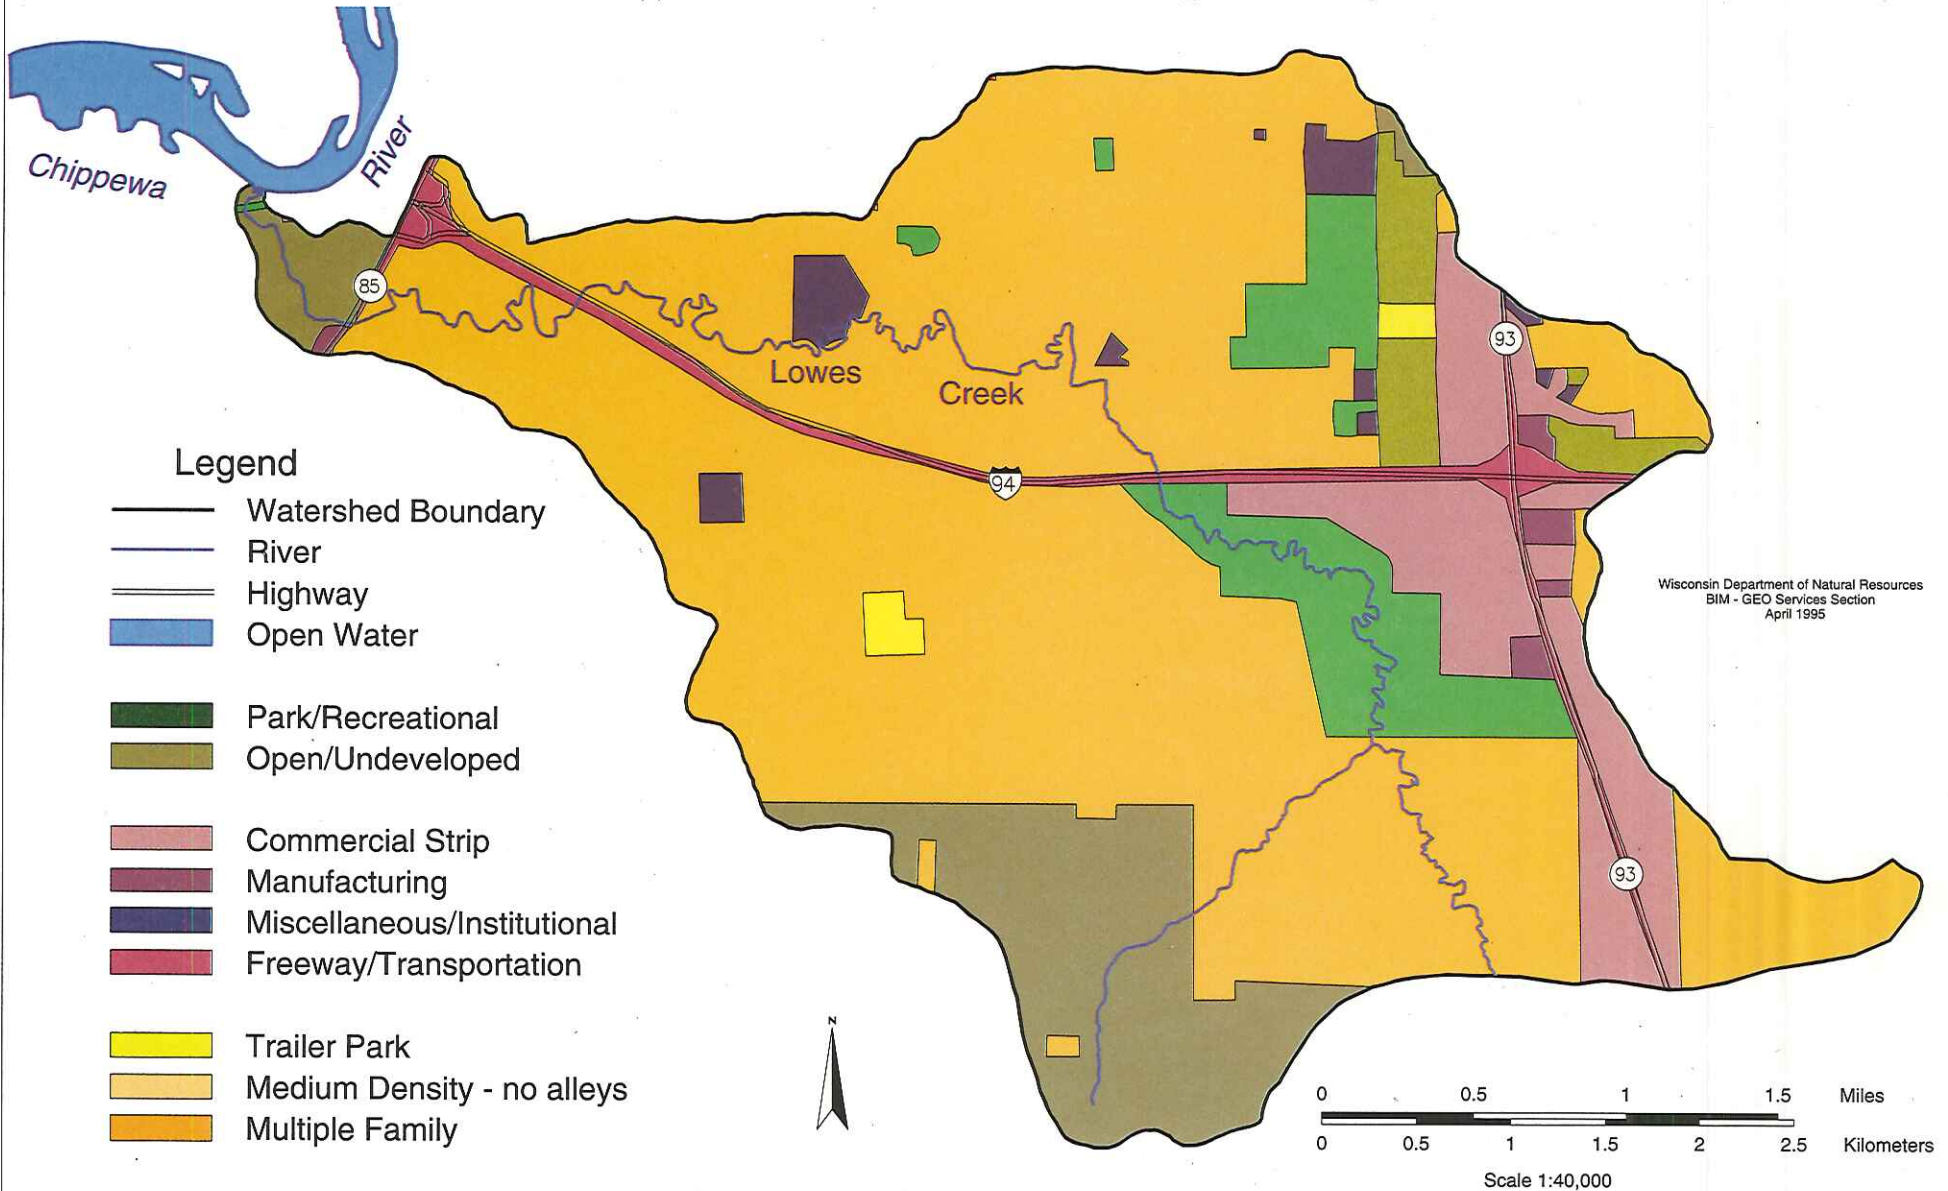 Chippewa
River
85
Lowes
Creek
94
93
93
Legend
Watershed Boundary
River
Highway
Open Water
Park/Recreational
Open/Undeveloped
Commercial Strip
Manufacturing
Miscellaneous/Institutional
Freeway/Transportation
Trailer Park
Medium Density - no alleys
Multiple Family
Wisconsin Department of Natural Resources
BIM - GEO Services Section
April 1995
N
0 0.5 1 1.5 Miles
0 0.5 1 1.5 2 2.5 Kilometers
Scale 1:40,000